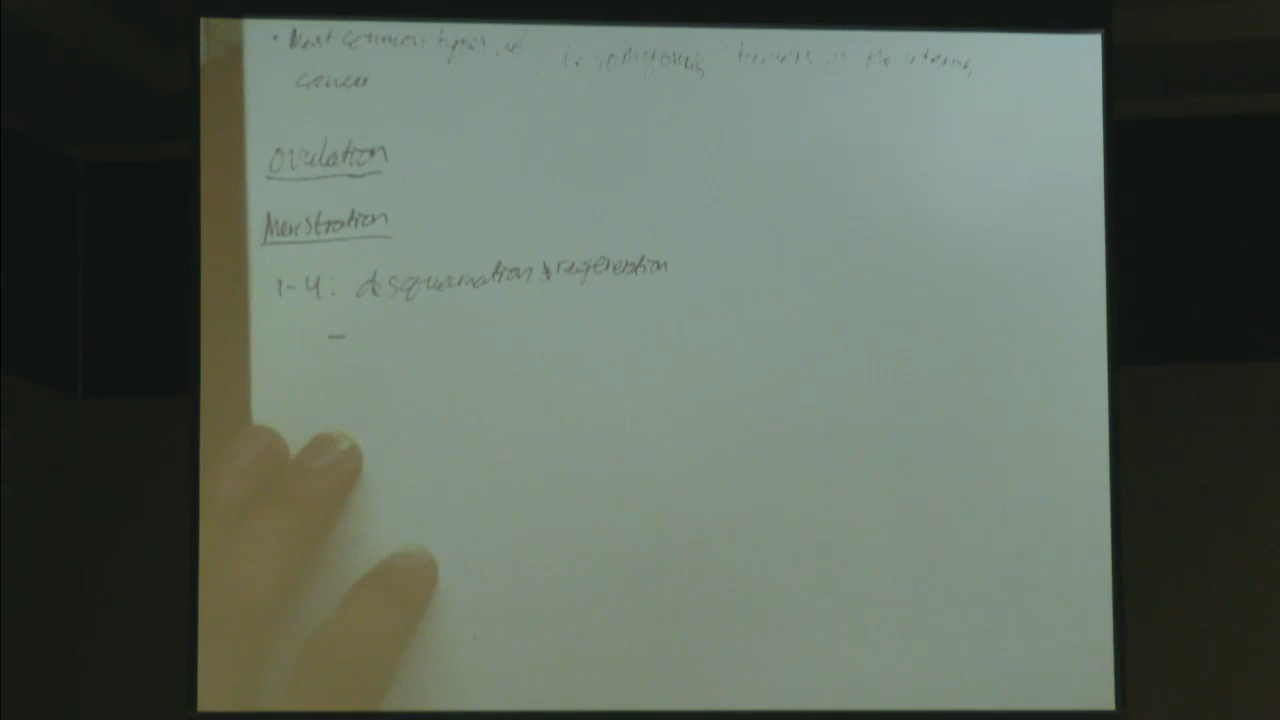 • Most common types of
cancer
Ovulation
Menstration
1-4: desquamation & regeneration
–